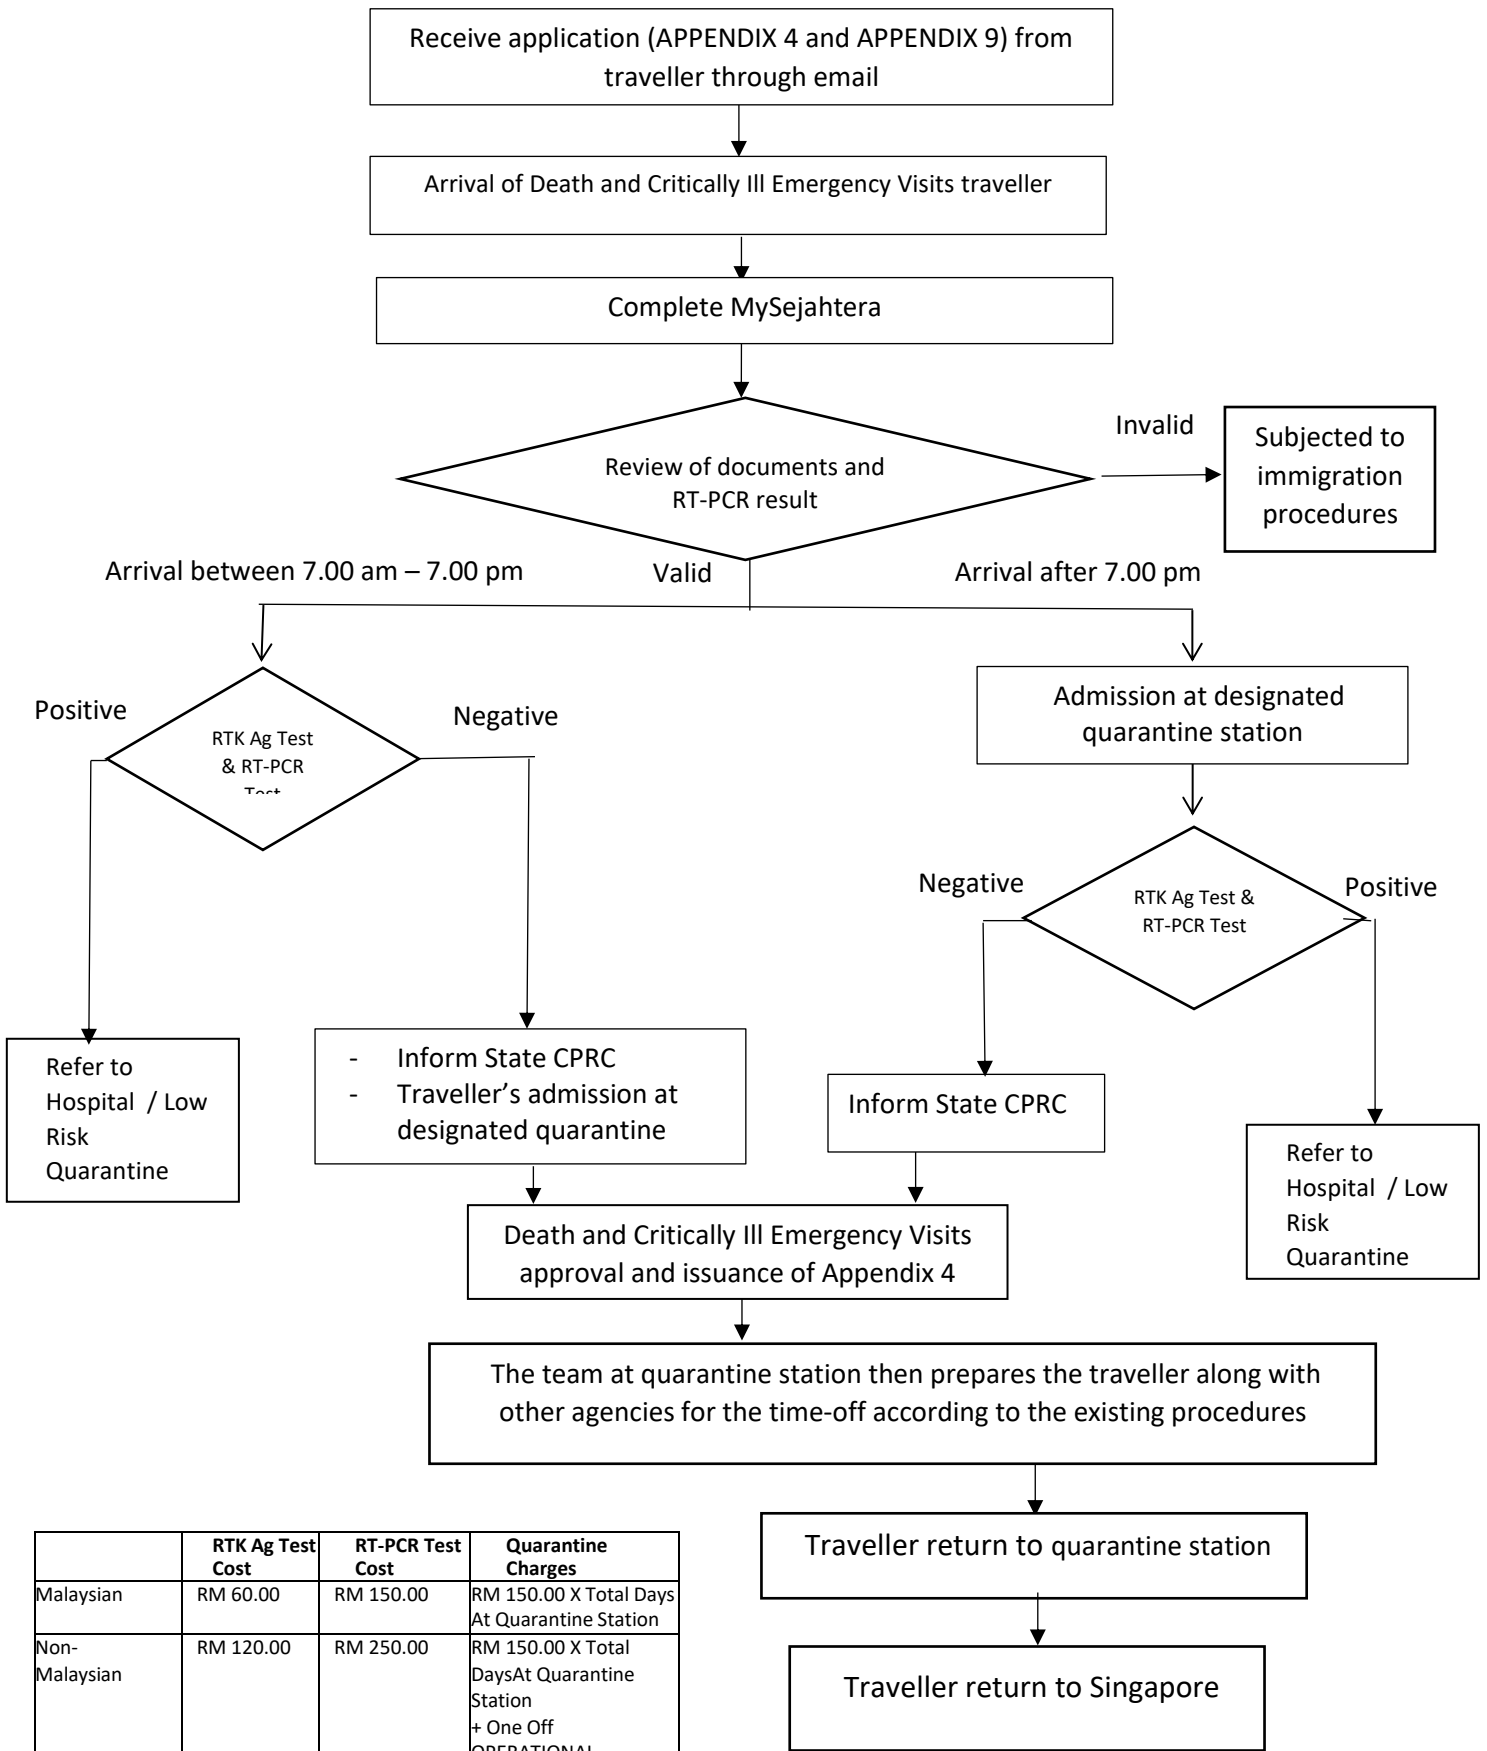 Receive application (APPENDIX 4 and APPENDIX 9) from
traveller through email
Arrival of Death and Critically Ill Emergency Visits traveller
Complete MySejahtera
Review of documents and
RT-PCR result
Invalid
Subjected to
immigration
procedures
Arrival between 7.00 am – 7.00 pm
Valid
Arrival after 7.00 pm
Positive
RTK Ag Test
& RT-PCR
Test
Negative
Admission at designated
quarantine station
Negative
RTK Ag Test &
RT-PCR Test
Positive
Refer to
Hospital / Low
Risk
Quarantine
- Inform State CPRC
- Traveller’s admission at
designated quarantine
Inform State CPRC
Refer to
Hospital / Low
Risk
Quarantine
Death and Critically Ill Emergency Visits
approval and issuance of Appendix 4
The team at quarantine station then prepares the traveller along with
other agencies for the time-off according to the existing procedures
Traveller return to quarantine station
Traveller return to Singapore
RTK Ag Test
Cost
RT-PCR Test
Cost
Quarantine
Charges
Malaysian
RM 60.00
RM 150.00
RM 150.00 X Total Days
At Quarantine Station
Non-
Malaysian
RM 120.00
RM 250.00
RM 150.00 X Total
DaysAt Quarantine
Station
+ One Off
OPERATIONAL